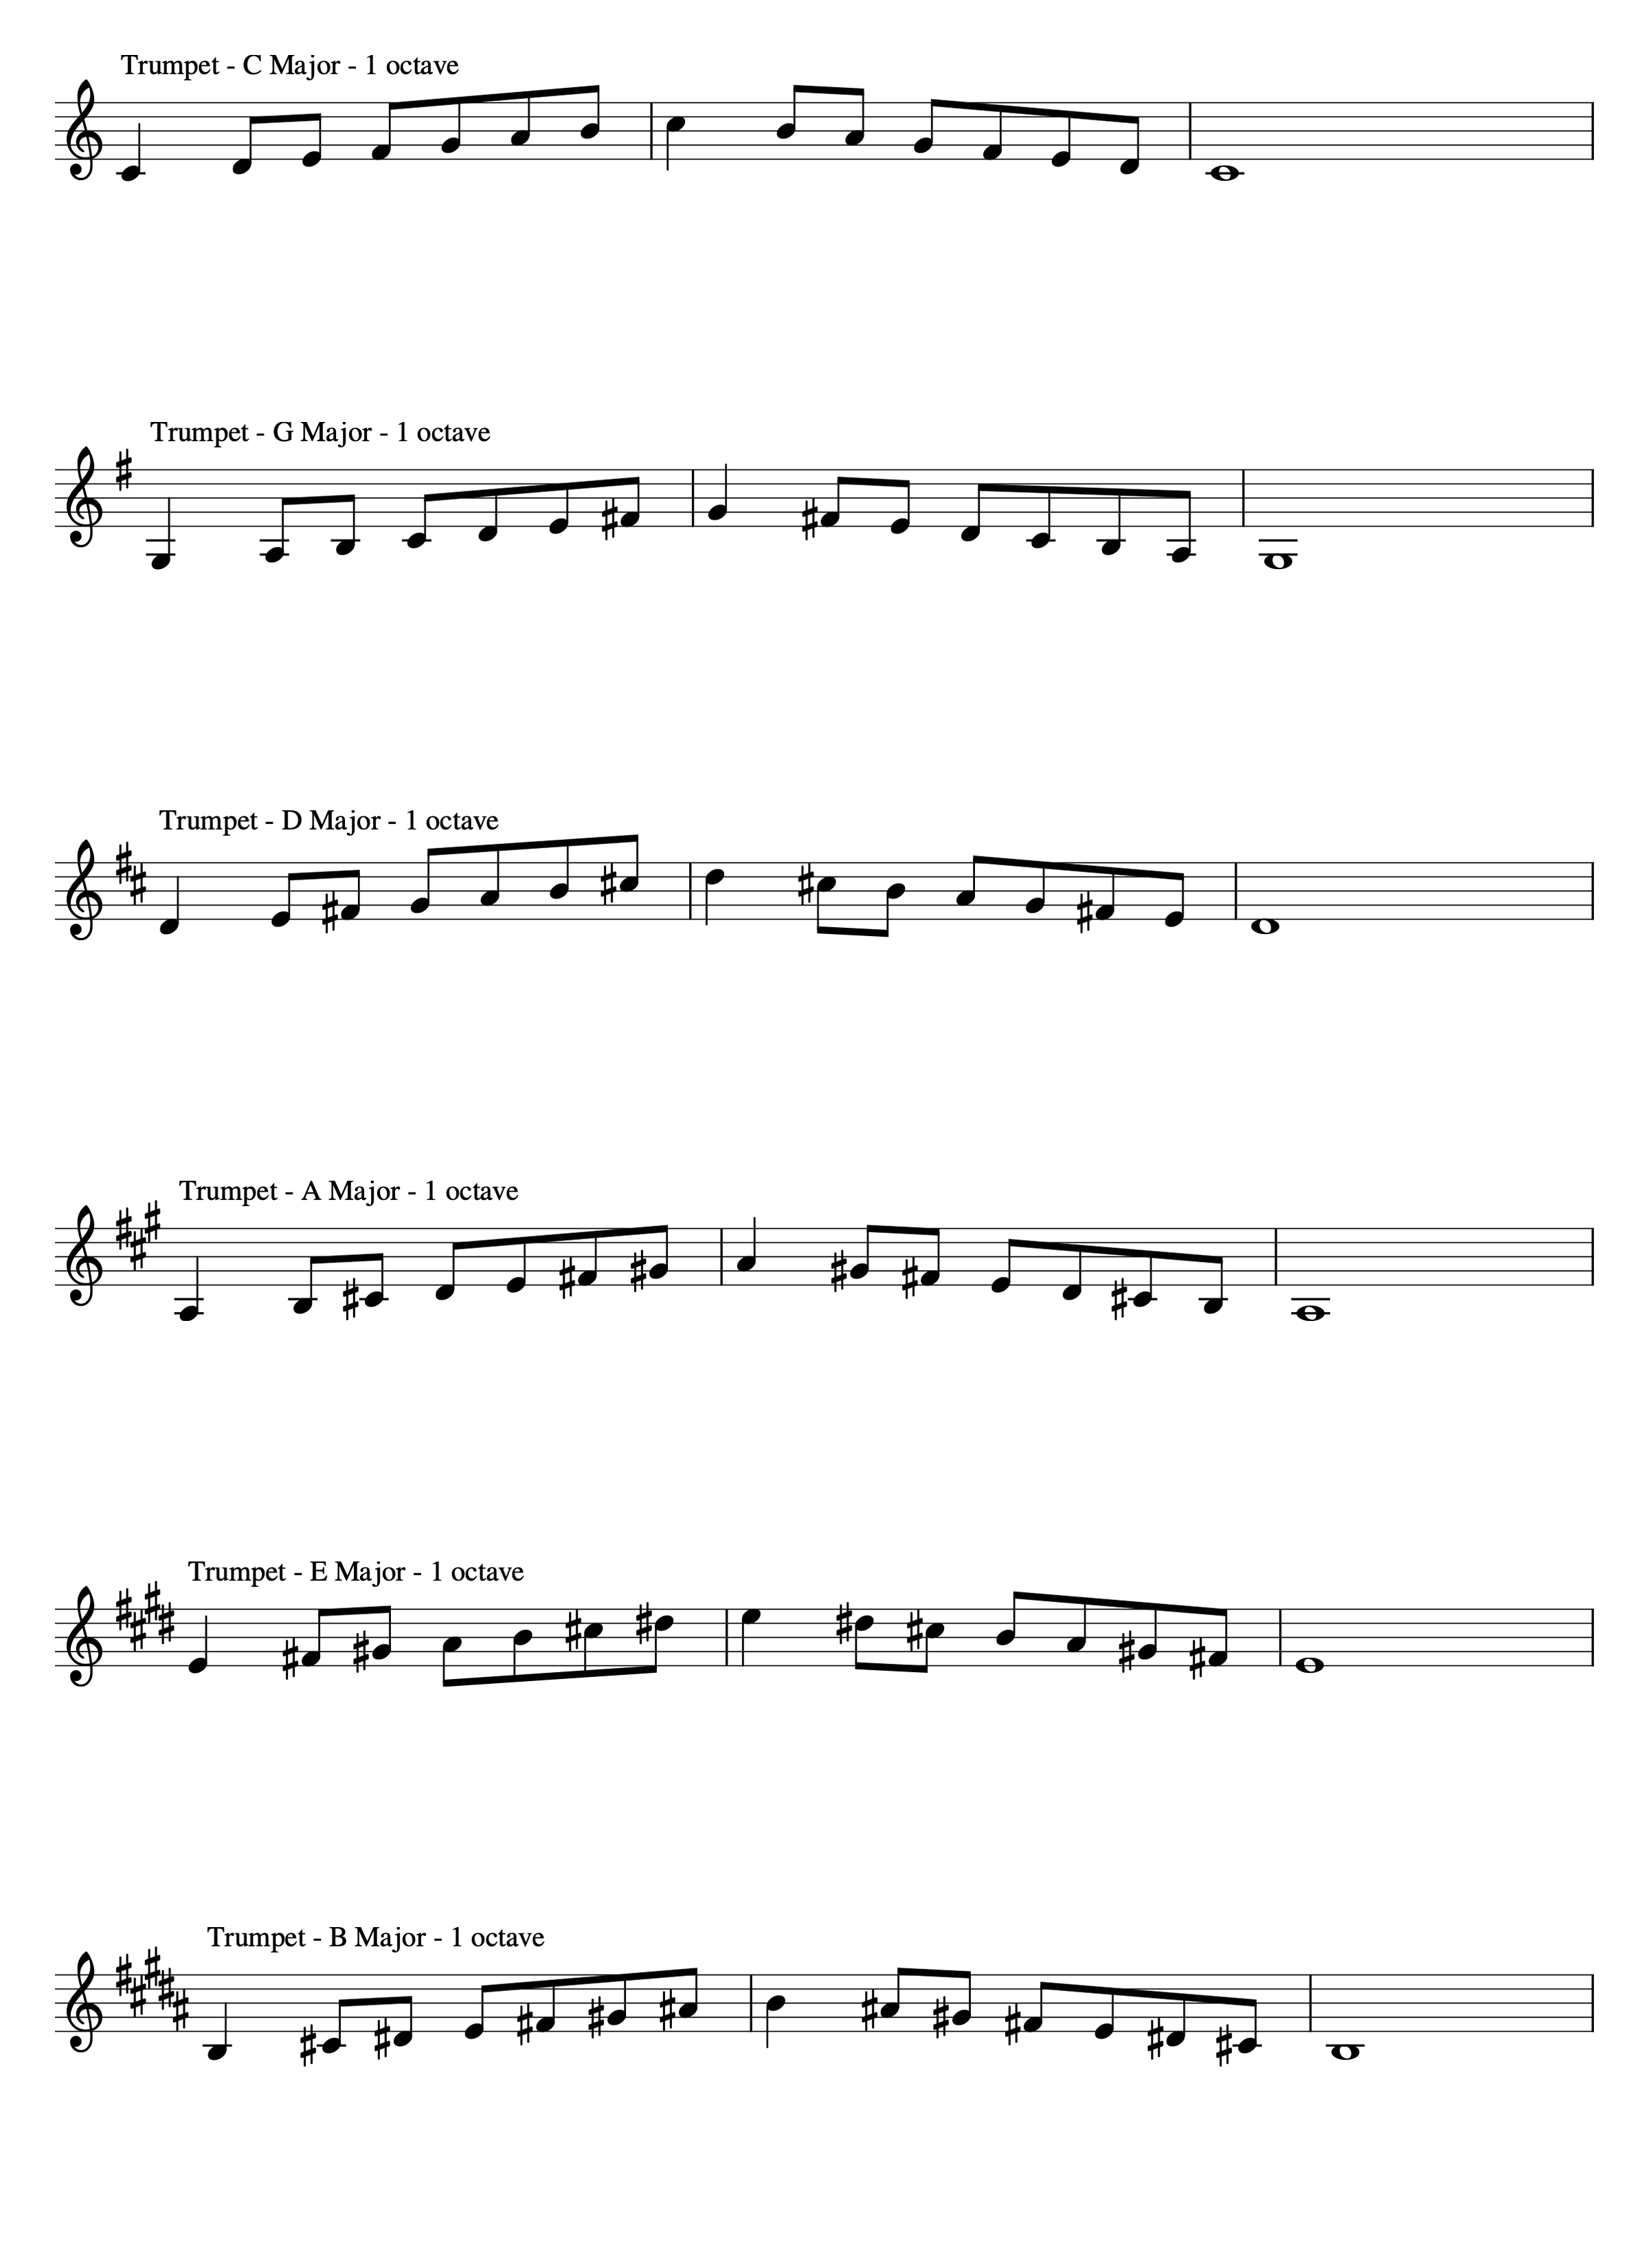 Trumpet - C Major - 1 octave
Trumpet - G Major - 1 octave
Trumpet - D Major - 1 octave
Trumpet - A Major - 1 octave
Trumpet - E Major - 1 octave
Trumpet - B Major - 1 octave